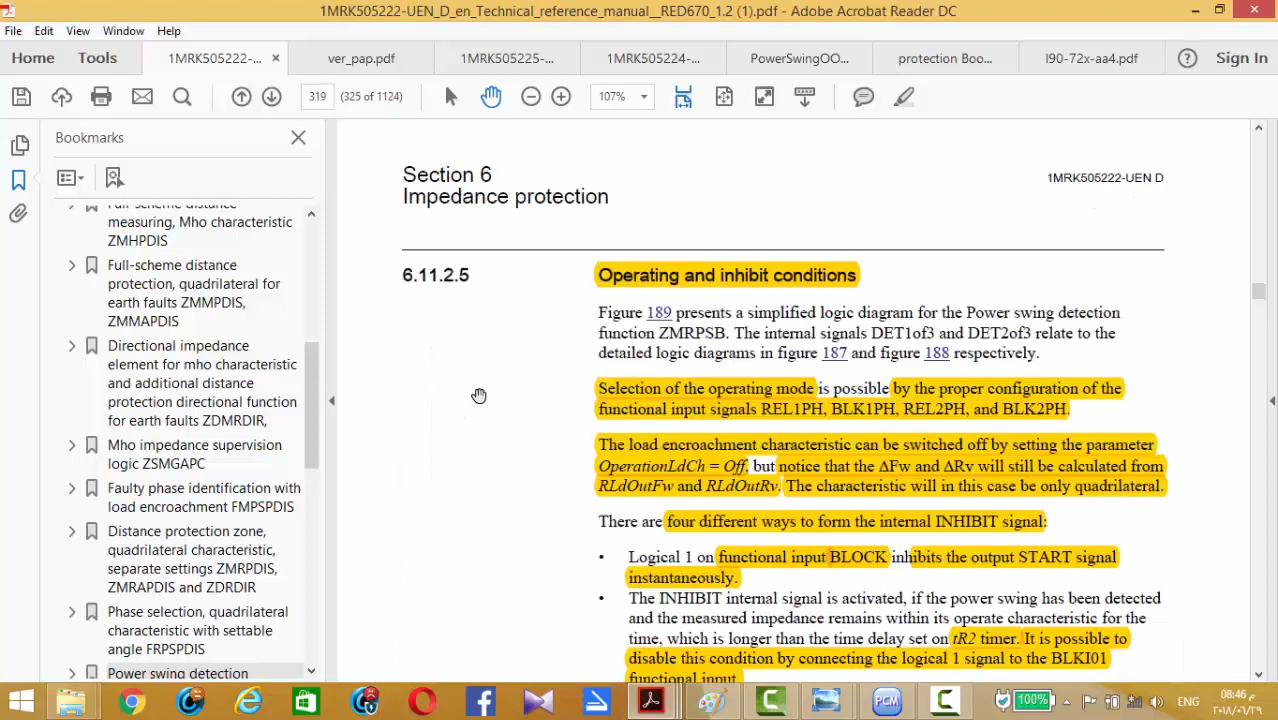 1MRK505222-UEN_D_en_Technical_reference_manual__RED670_1.2 (1).pdf - Adobe Acrobat Reader DC
File Edit View Window Help
Home Tools 1MRK505222-... × ver_pap.pdf 1MRK505225-... 1MRK506224-... PowerSwingOO... protection Boo... I90-72x-aa4.pdf Sign In
319 (325 of 1124) 107%
Bookmarks
Full-scheme distance
measuring, Mho characteristic
ZMHPDIS
Full-scheme distance
protection, quadrilateral for
earth faults ZMMPDIS,
ZMMAPDIS
Directional impedance
element for mho characteristic
and additional distance
protection directional function
for earth faults ZDMRDIR,
Mho impedance supervision
logic ZSMGAPC
Faulty phase identification with
load encroachment FMPSPDIS
Distance protection zone,
quadrilateral characteristic,
separate settings ZMRPDIS,
ZMRAPDIS and ZDRDIR
Phase selection, quadrilateral
characteristic with settable
angle FRPSPDIS
Power swing detection
Section 6
Impedance protection
1MRK505222-UEN D
6.11.2.5 Operating and inhibit conditions
Figure 189 presents a simplified logic diagram for the Power swing detection
function ZMRPSB. The internal signals DET1of3 and DET2of3 relate to the
detailed logic diagrams in figure 187 and figure 188 respectively.
Selection of the operating mode is possible by the proper configuration of the
functional input signals REL1PH, BLK1PH, REL2PH, and BLK2PH.
The load encroachment characteristic can be switched off by setting the parameter
OperationLdCh = Off, but notice that the ΔFw and ΔRv will still be calculated from
RLdOutFw and RLdOutRv. The characteristic will in this case be only quadrilateral.
There are four different ways to form the internal INHIBIT signal:
• Logical 1 on functional input BLOCK inhibits the output START signal
instantaneously.
• The INHIBIT internal signal is activated, if the power swing has been detected
and the measured impedance remains within its operate characteristic for the
time, which is longer than the time delay set on tR2 timer. It is possible to
disable this condition by connecting the logical 1 signal to the BLKI01
functional input.
PCM 100% ENG 08:46 م
٢٠١٨/٠٦/٢٩